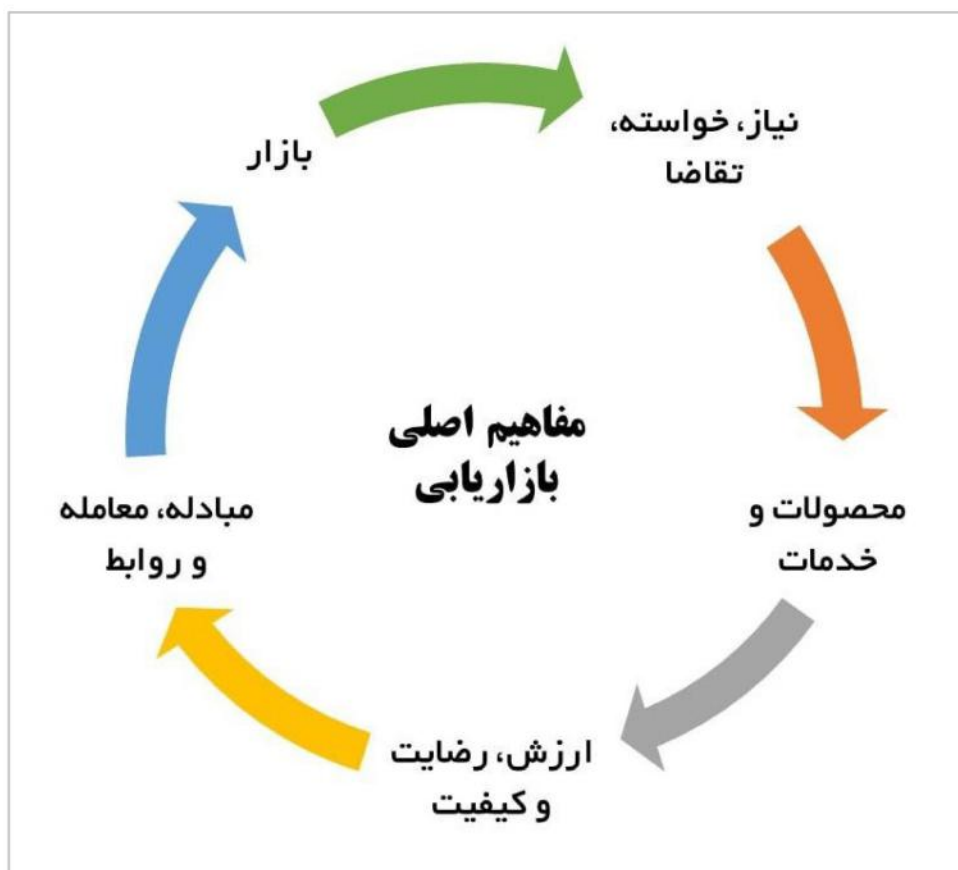 نیاز، خواسته،
تقاضا
بازار
مفاهیم اصلی
بازاریابی
محصولات و
خدمات
مبادله، معامله
و روابط
ارزش، رضایت
و کیفیت